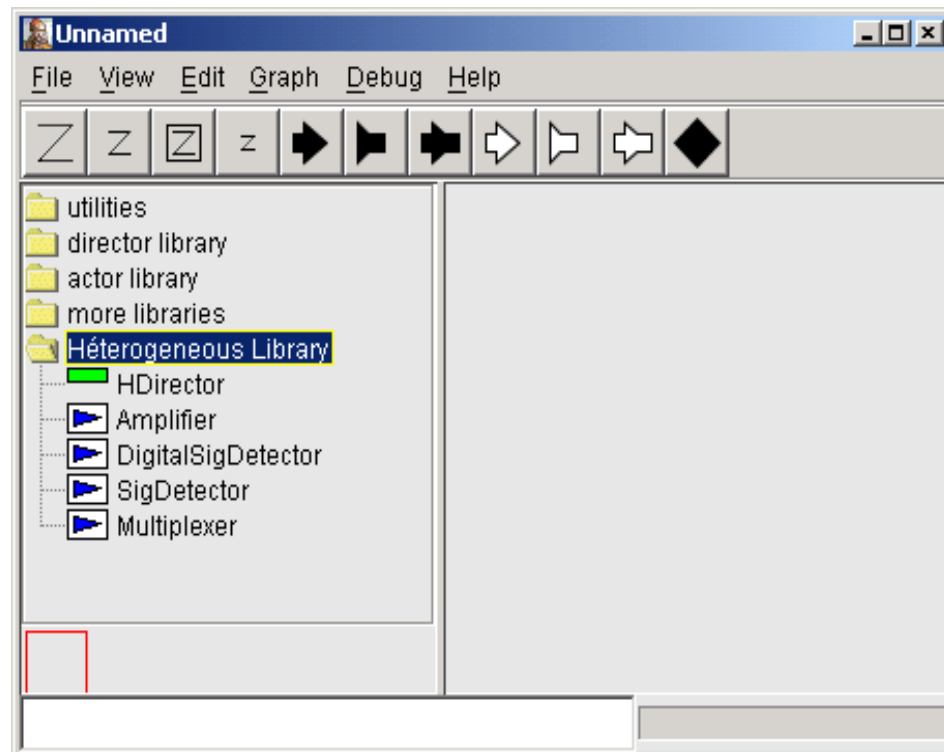 Unnamed
File View Edit Graph Debug Help
Z Z Z z
utilities
director library
actor library
more libraries
Héterogeneous Library
HDirector
Amplifier
DigitalSigDetector
SigDetector
Multiplexer